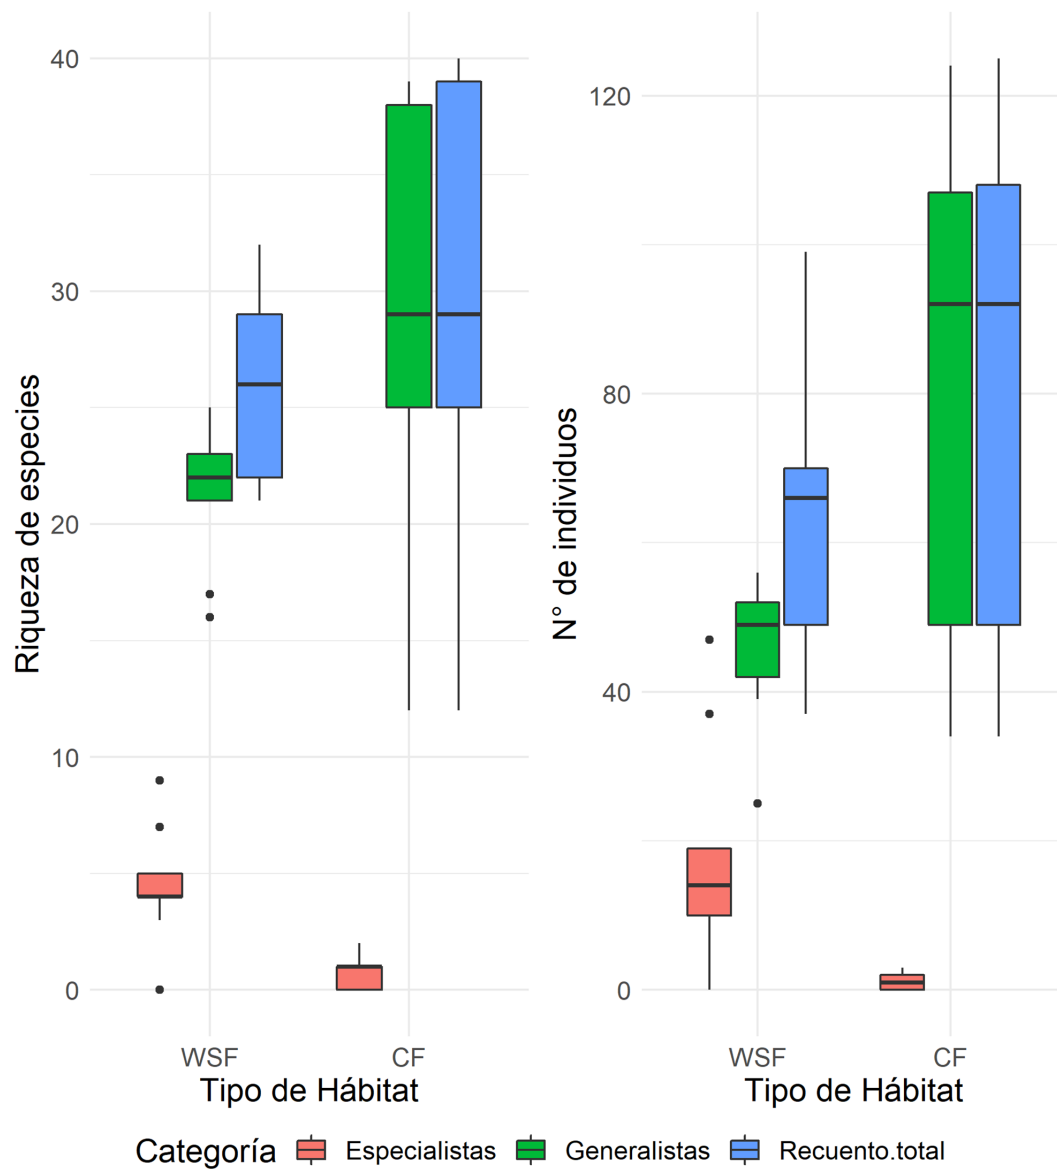 Riqueza de especies
40
30
20
10
0
WSF CF
Tipo de Hábitat
N° de individuos
120
80
40
0
WSF CF
Tipo de Hábitat
Categoría Especialistas Generalistas Recuento.total